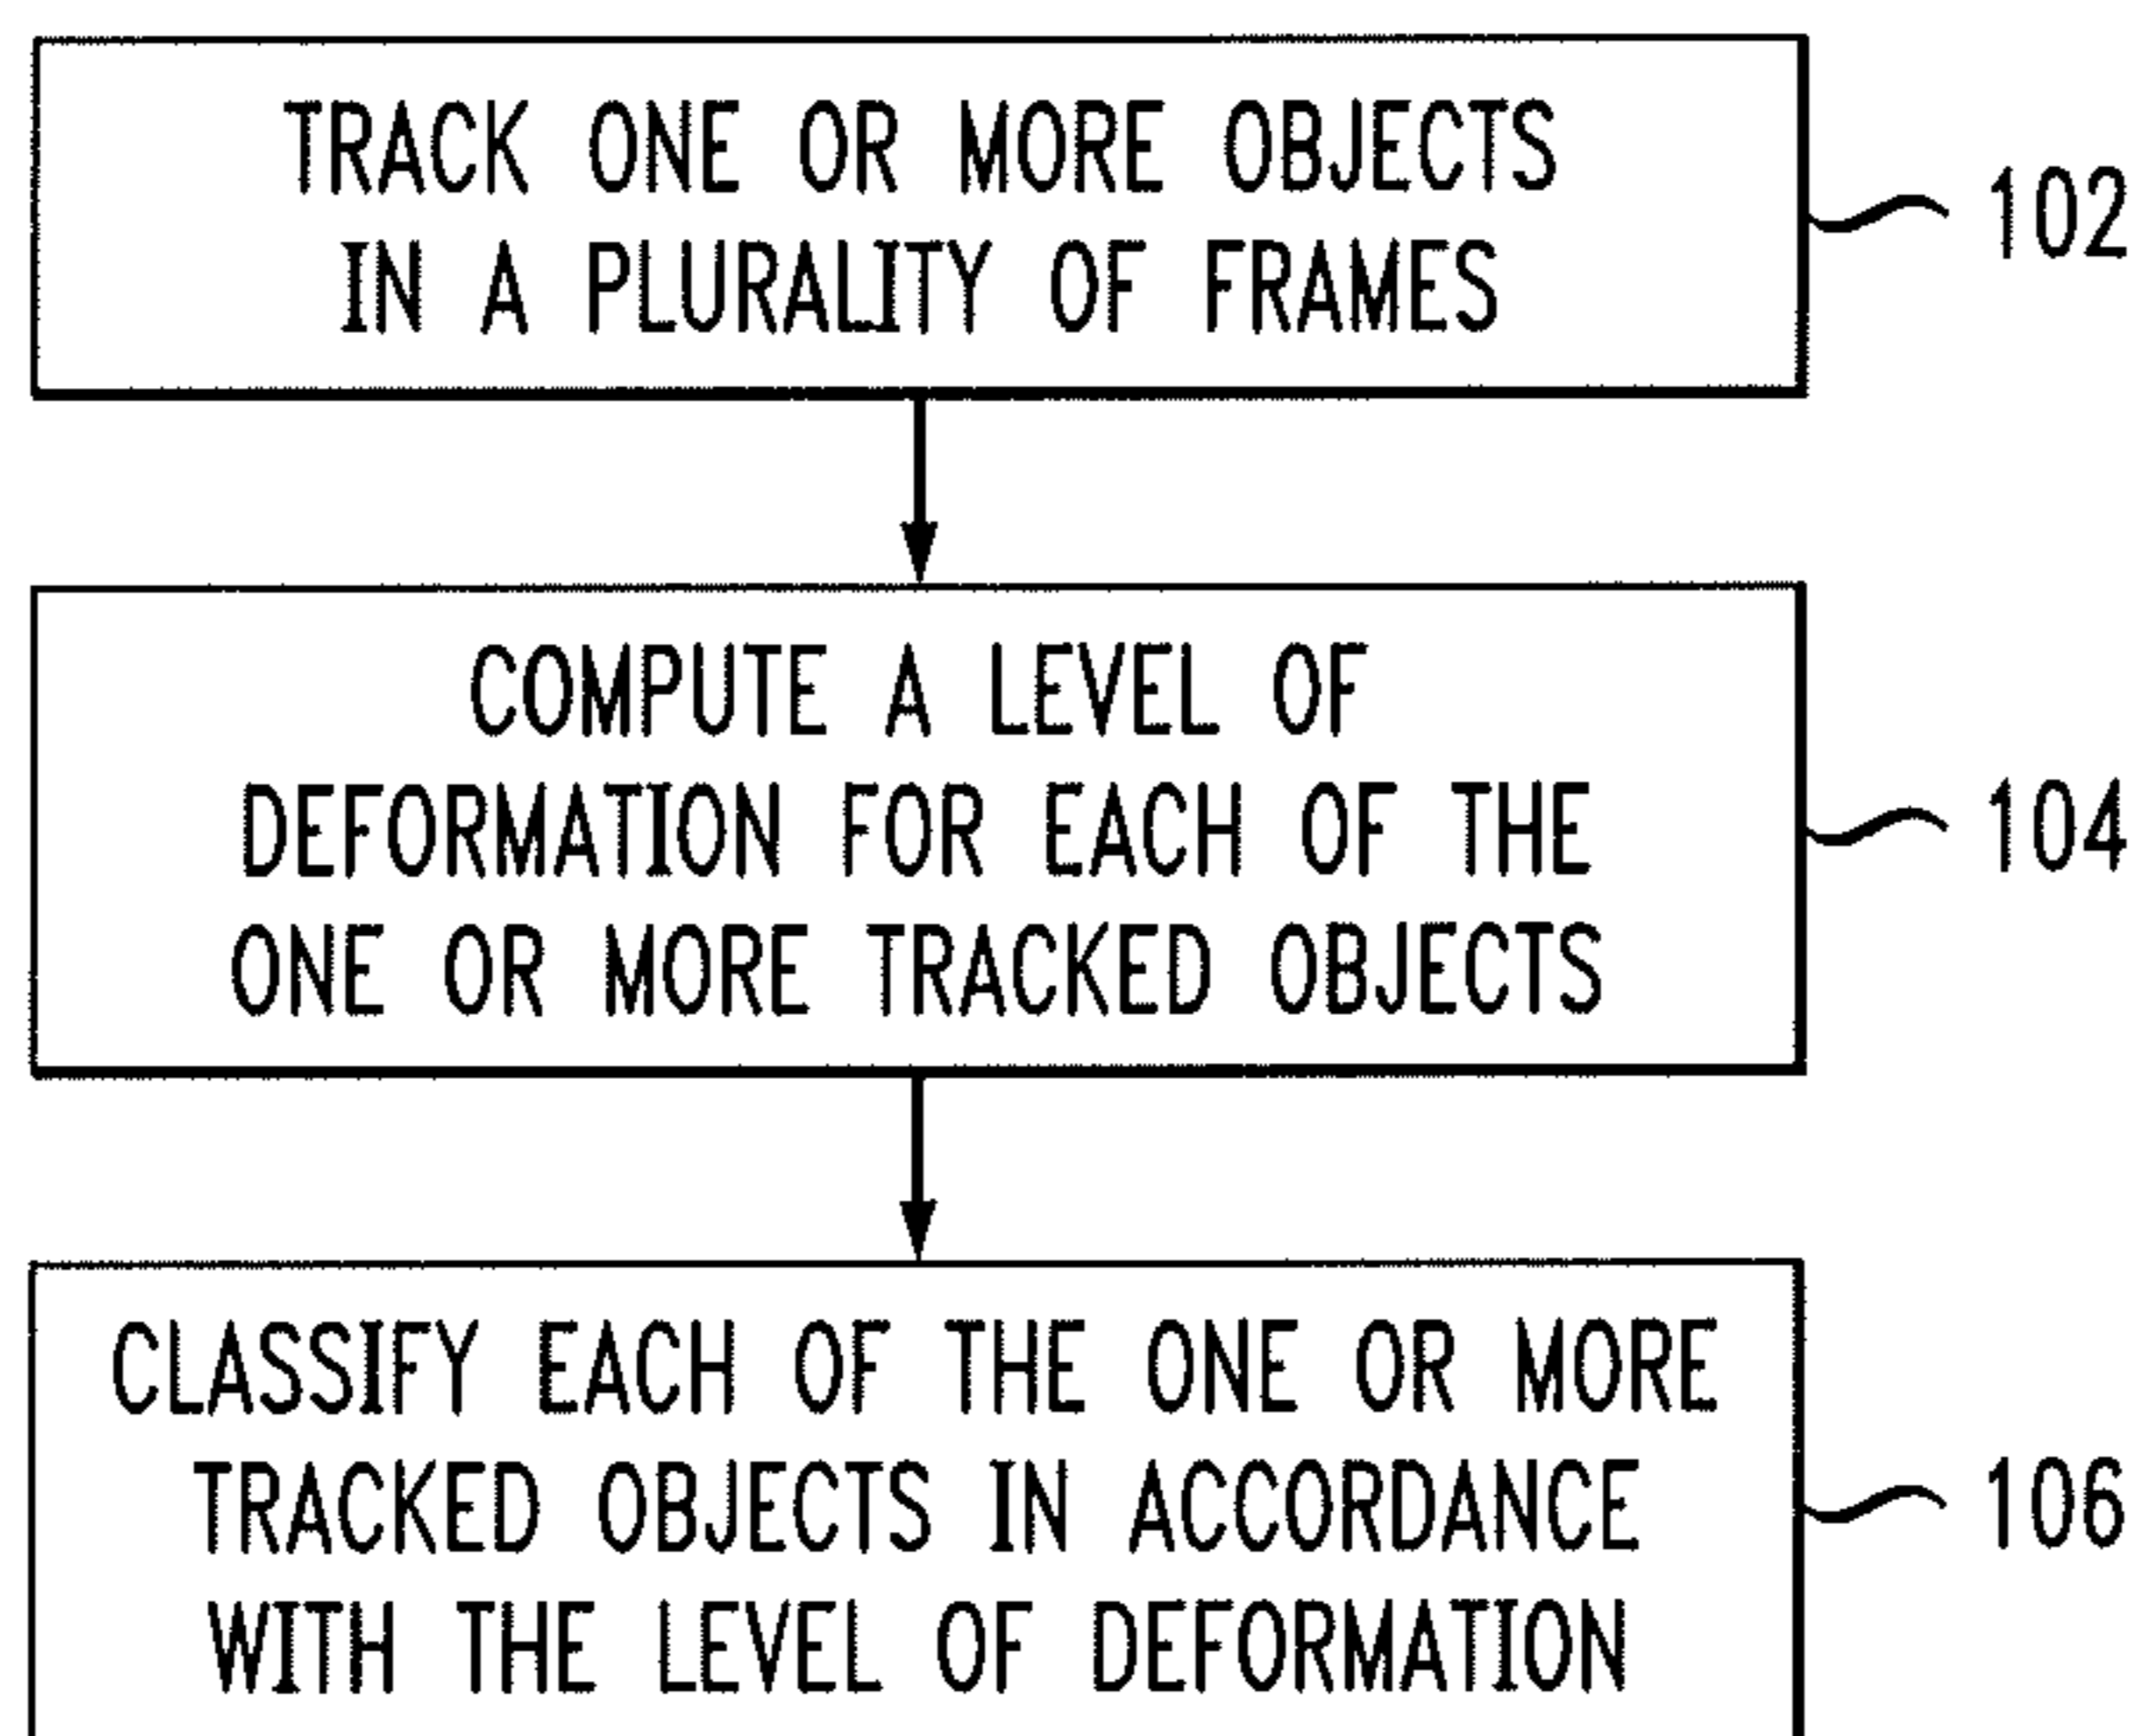 TRACK ONE OR MORE OBJECTS
IN A PLURALITY OF FRAMES
102
COMPUTE A LEVEL OF
DEFORMATION FOR EACH OF THE
ONE OR MORE TRACKED OBJECTS
104
CLASSIFY EACH OF THE ONE OR MORE
TRACKED OBJECTS IN ACCORDANCE
WITH THE LEVEL OF DEFORMATION
106